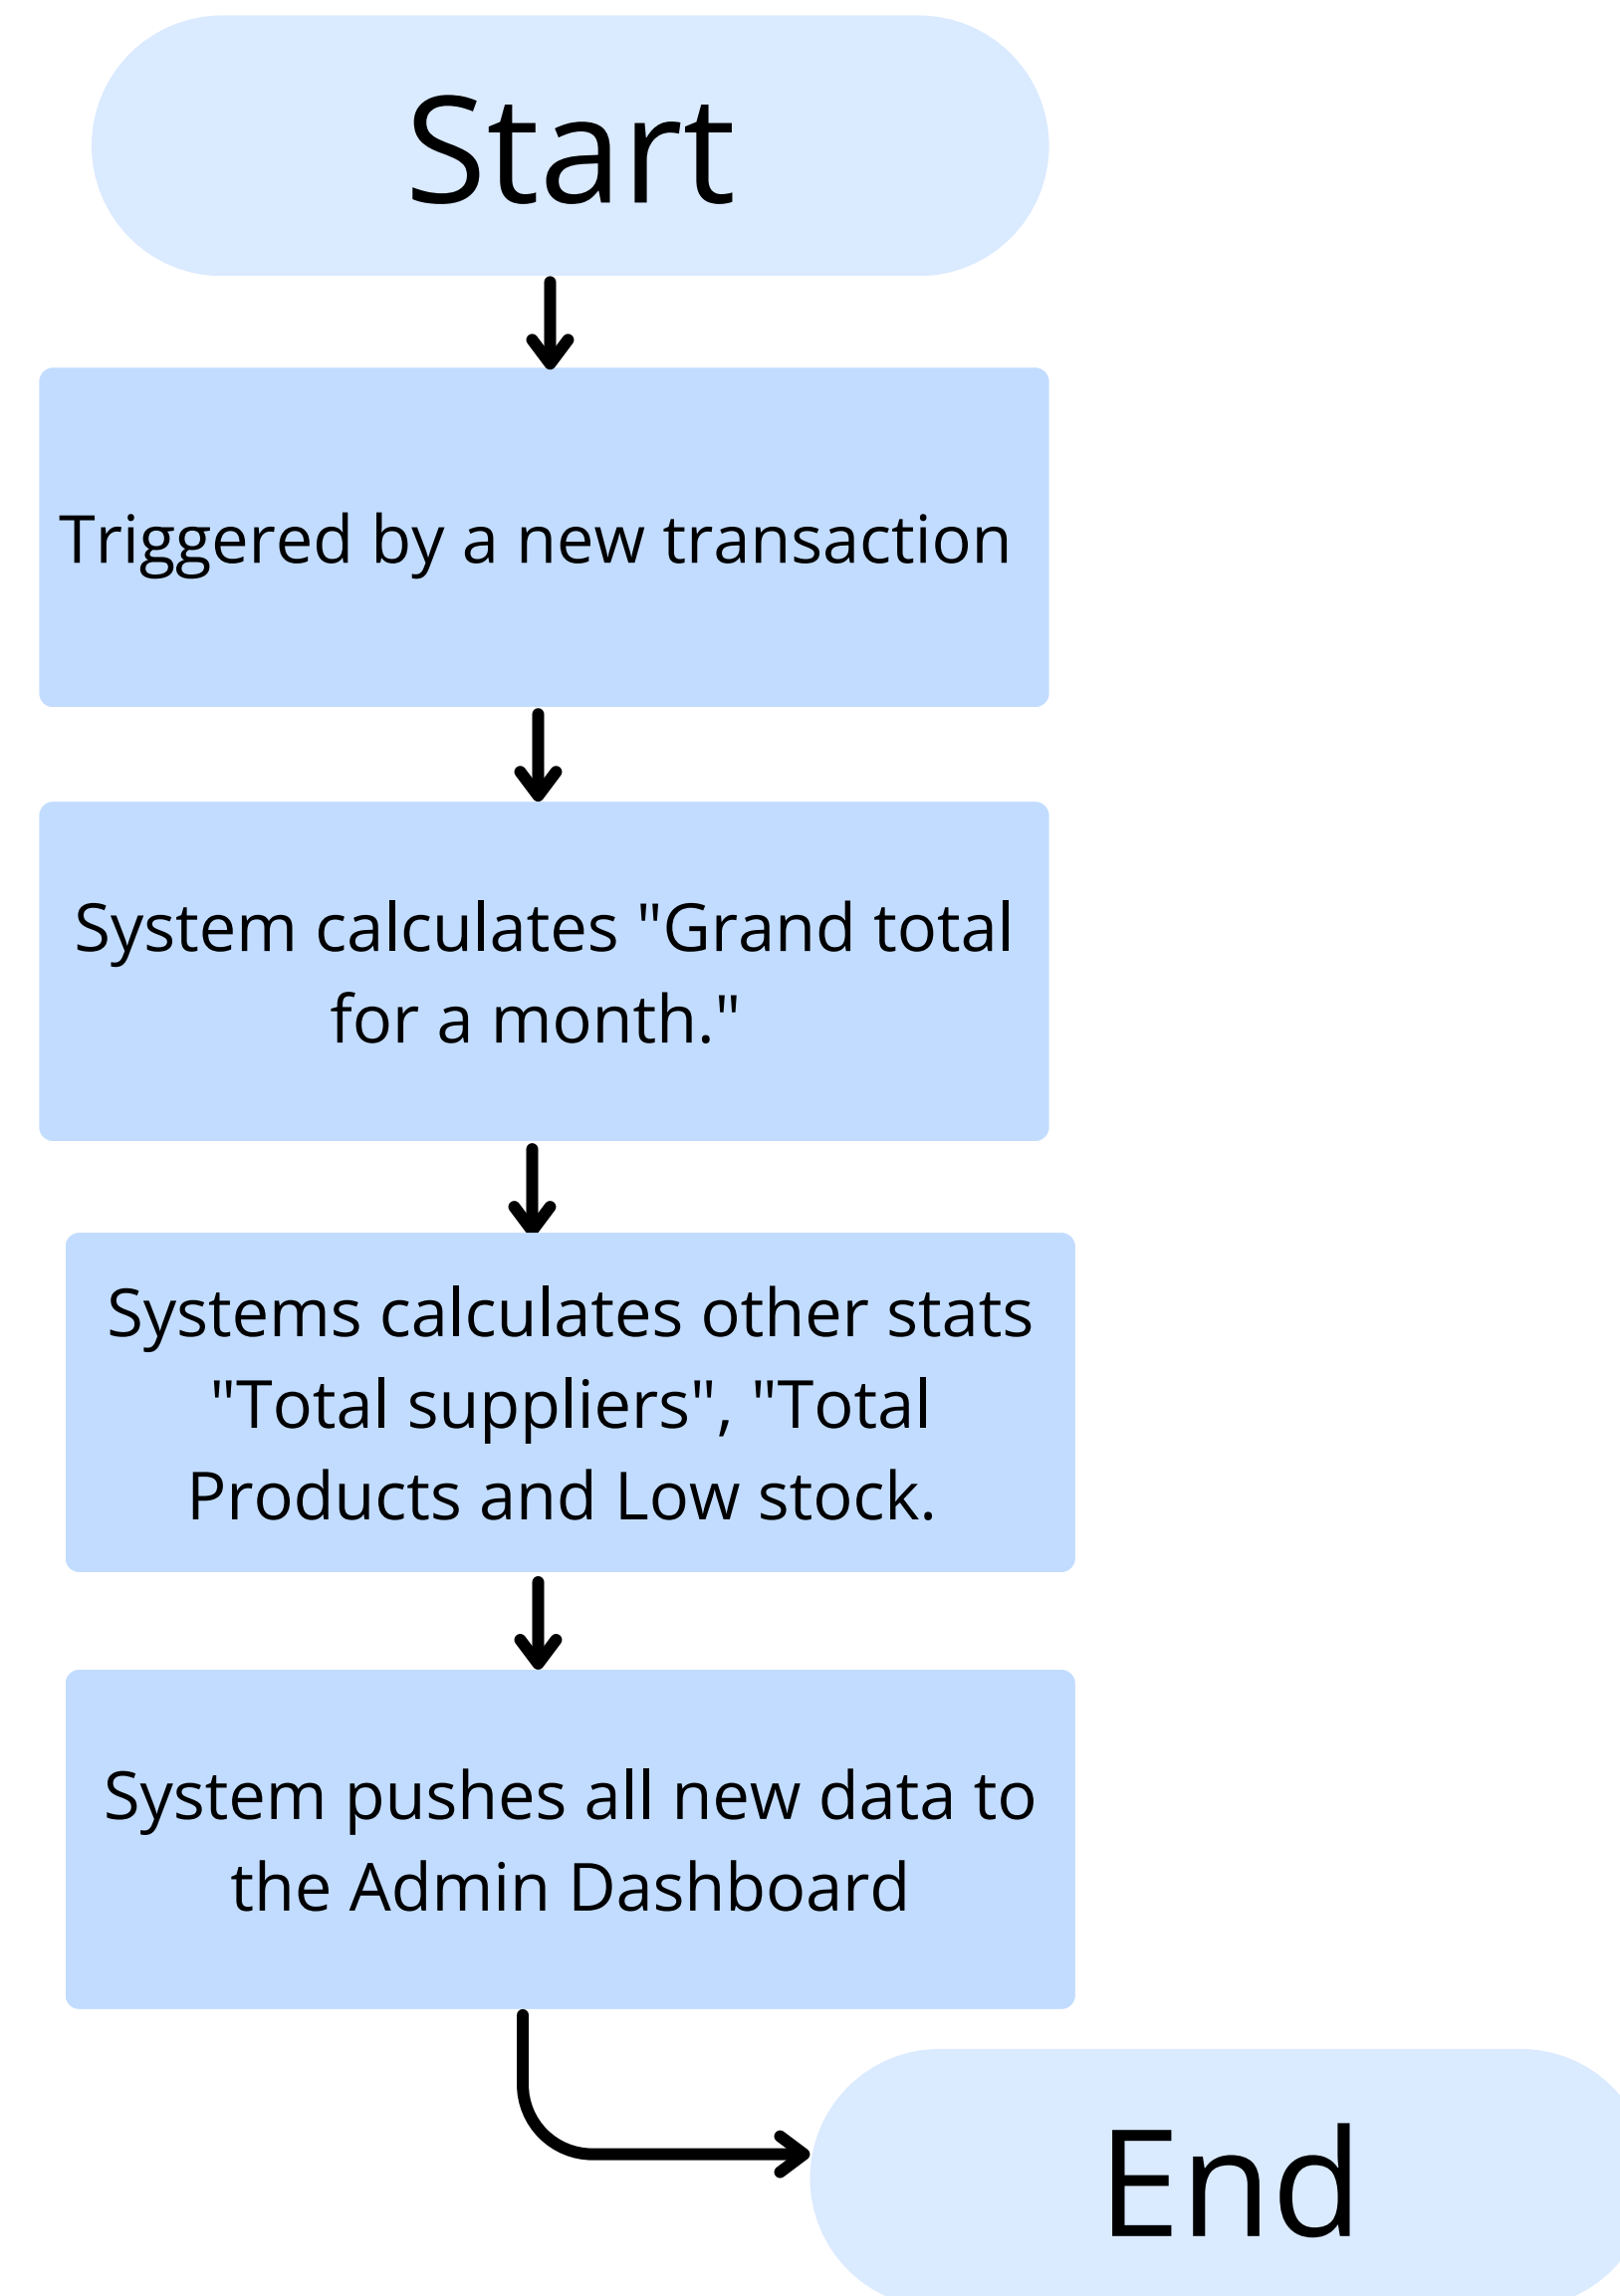 Start
Triggered by a new transaction
System calculates "Grand total
for a month."
Systems calculates other stats
"Total suppliers", "Total
Products and Low stock.
System pushes all new data to
the Admin Dashboard
End